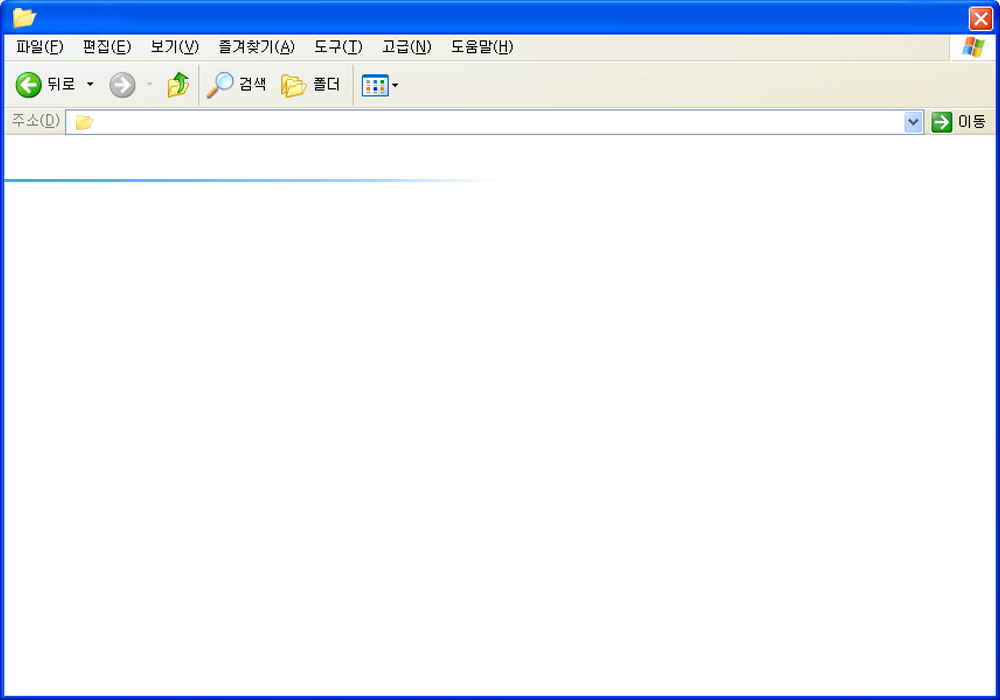 파일(F) 편집(E) 보기(V) 즐겨찾기(A) 도구(T) 고급(N) 도움말(H)
뒤로 검색 폴더
주소(D) 이동